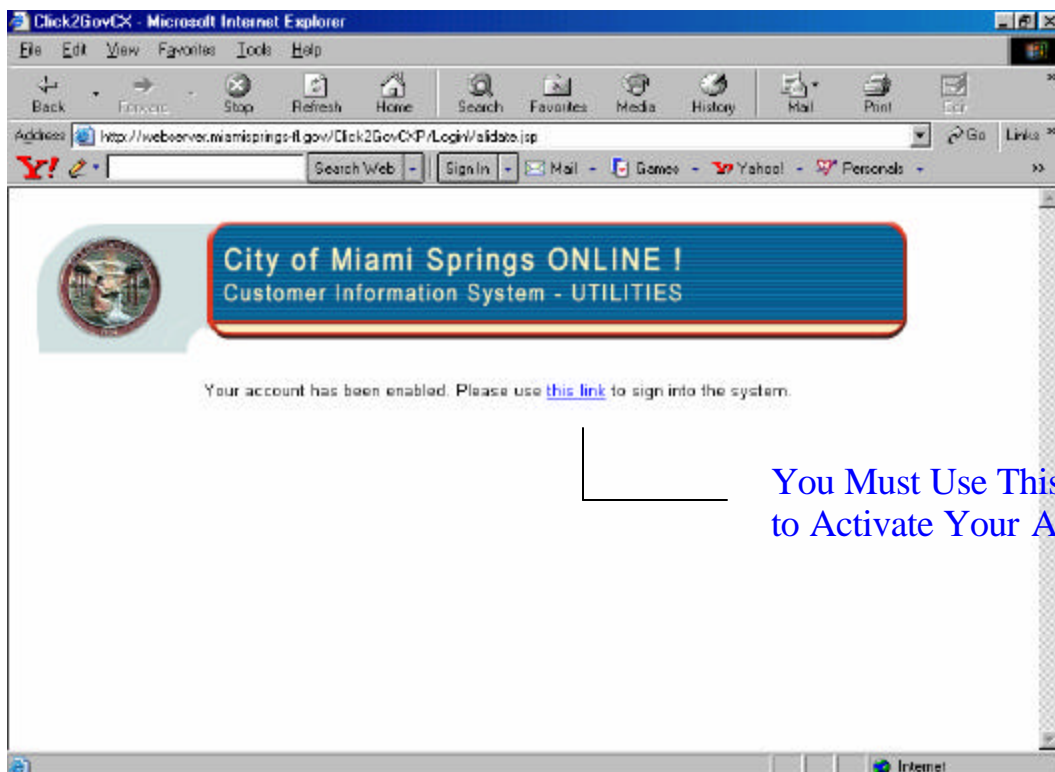 Click2GovCX - Microsoft Internet Explorer
File Edit View Favorites Tools Help
Back Forward Stop Refresh Home Search Favorites Media History Mail Print Edit
Address http://webserver.miamisprings-fl.gov/Click2GovCXP/LoginValidate.jsp Go Links
Y! Search Web Sign In Mail Games Yahoo! Personals
City of Miami Springs ONLINE !
Customer Information System - UTILITIES
Your account has been enabled. Please use this link to sign into the system.
You Must Use This
to Activate Your A
Internet